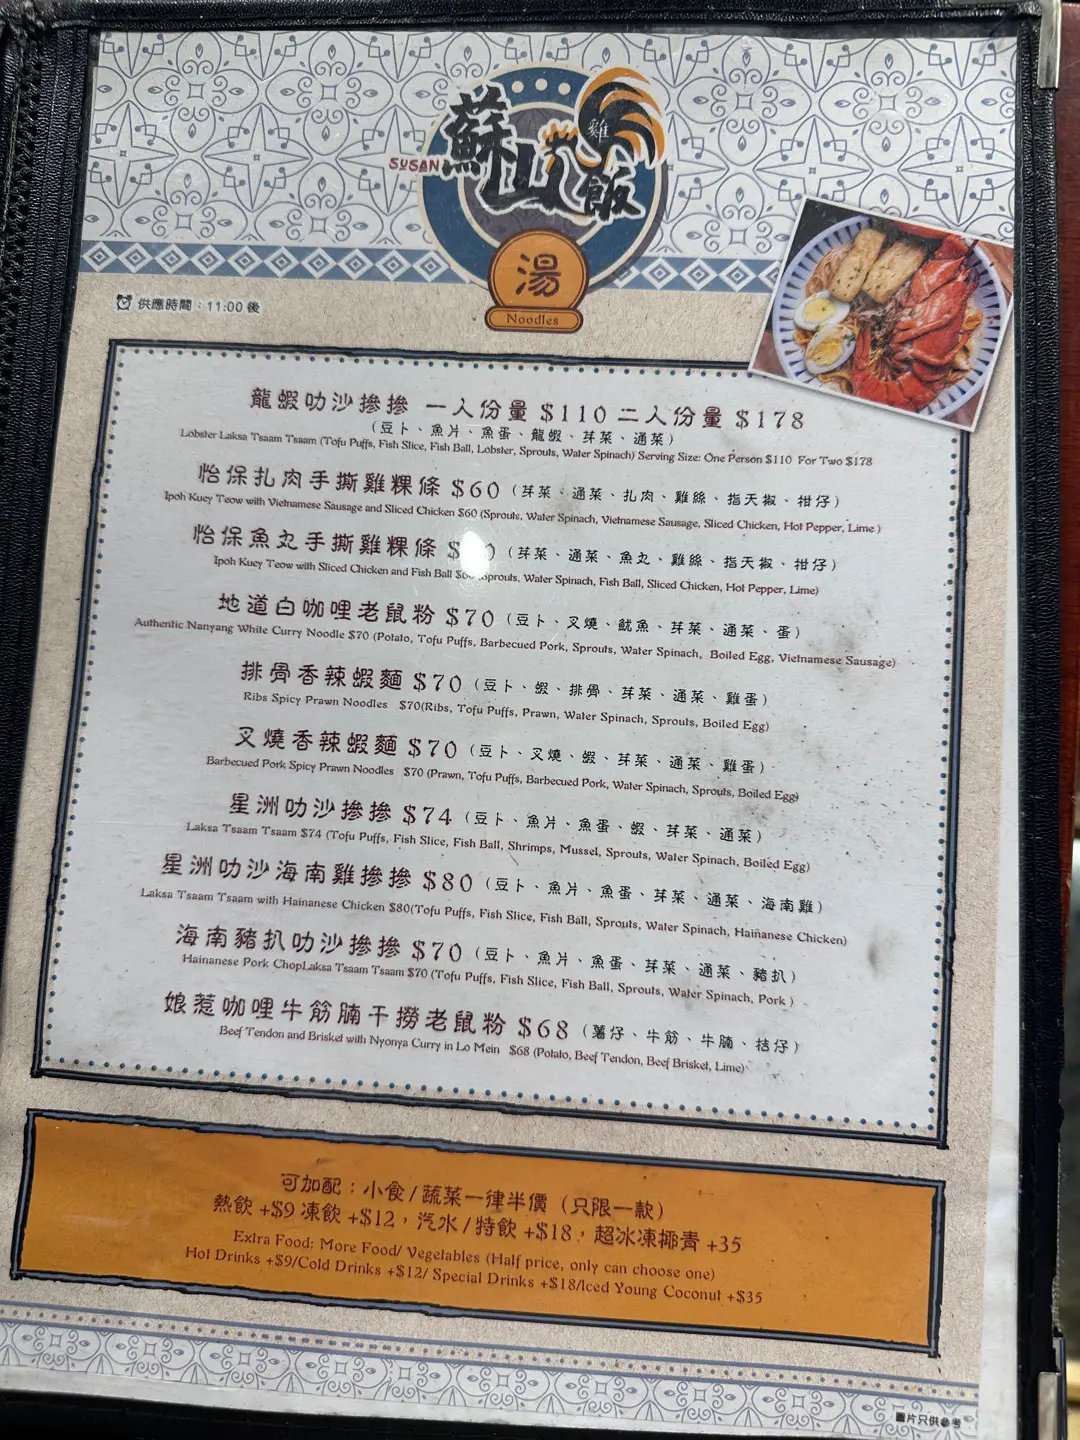 SUSAN
蘇山雞飯
湯
Noodles
供應時間：11:00 後
龍蝦叻沙摻摻 一人份量 $110 二人份量 $178
(豆卜、魚片、魚蛋、龍蝦、芽菜、通菜)
Lobster Laksa Tsaam Tsaam (Tofu Puffs, Fish Slice, Fish Ball, Lobster, Sprouts, Water Spinach) Serving Size: One Person $110 For Two $178
怡保扎肉手撕雞粿條 $60 (芽菜、通菜、扎肉、雞絲、指天椒、柑仔)
Ipoh Kuey Teow with Vietnamese Sausage and Sliced Chicken $60 (Sprouts, Water Spinach, Vietnamese Sausage, Sliced Chicken, Hot Pepper, Lime )
怡保魚丸手撕雞粿條 (芽菜、通菜、魚丸、雞絲、指天椒、柑仔)
Ipoh Kuey Teow with Sliced Chicken and Fish Ball (Sprouts, Water Spinach, Fish Ball, Sliced Chicken, Hot Pepper, Lime)
地道白咖哩老鼠粉 $70 (豆卜、叉燒、魷魚、芽菜、通菜、蛋)
Authentic Nanyang White Curry Noodle $70 (Potato, Tofu Puffs, Barbecued Pork, Sprouts, Water Spinach, Boiled Egg, Vietnamese Sausage)
排骨香辣蝦麵 $70 (豆卜、蝦、排骨、芽菜、通菜、雞蛋)
Ribs Spicy Prawn Noodles $70(Ribs, Tofu Puffs, Prawn, Water Spinach, Sprouts, Boiled Egg)
叉燒香辣蝦麵 $70 (豆卜、叉燒、蝦、芽菜、通菜、雞蛋)
Barbecued Pork Spicy Prawn Noodles $70 (Prawn, Tofu Puffs, Barbecued Pork, Water Spinach, Sprouts, Boiled Egg)
星洲叻沙摻摻 $74 (豆卜、魚片、魚蛋、蝦、芽菜、通菜)
Laksa Tsaam Tsaam $74 (Tofu Puffs, Fish Slice, Fish Ball, Shrimps, Mussel, Sprouts, Water Spinach, Boiled Egg)
星洲叻沙海南雞摻摻 $80 (豆卜、魚片、魚蛋、芽菜、通菜、海南雞)
Laksa Tsaam Tsaam with Hainanese Chicken $80(Tofu Puffs, Fish Slice, Fish Ball, Sprouts, Water Spinach, Hainanese Chicken)
海南豬扒叻沙摻摻 $70 (豆卜、魚片、魚蛋、芽菜、通菜、豬扒)
Hainanese Pork ChopLaksa Tsaam Tsaam $70 (Tofu Puffs, Fish Slice, Fish Ball, Sprouts, Water Spinach, Pork )
娘惹咖哩牛筋腩干撈老鼠粉 $68 (薯仔、牛筋、牛腩、桔仔)
Beef Tendon and Brisket with Nyonya Curry in Lo Mein $68 (Potato, Beef Tendon, Beef Brisket, Lime)
可加配：小食/蔬菜一律半價 (只限一款)
熱飲 +$9 凍飲 +$12，汽水/特飲 +$18，超冰凍椰青 +35
Extra Food: More Food/ Vegetables (Half price, only can choose one)
Hot Drinks +$9/Cold Drinks +$12/ Special Drinks +$18/Iced Young Coconut +$35
圖片只供參考